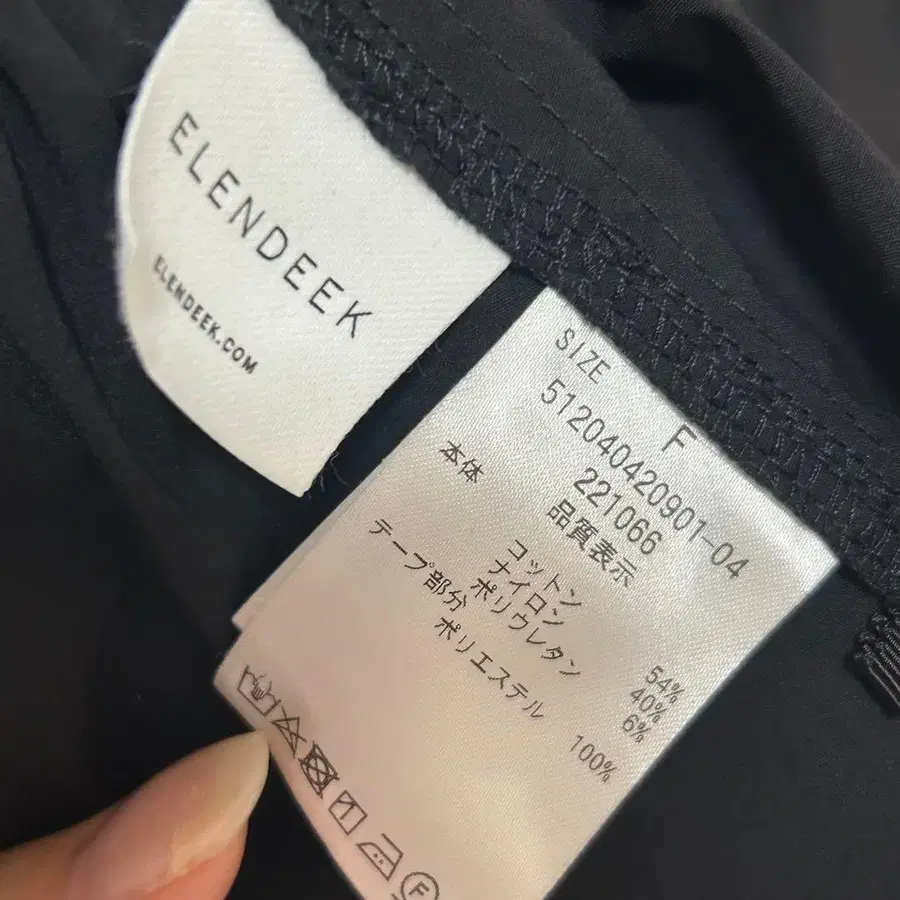 ELENDEEK
ELENDEEK.COM
SIZE F
512040420901-04
221066
品質表示
本体
コットン 54%
ナイロン 40%
ポリウレタン 6%
テープ部分
ポリエステル 100%
F